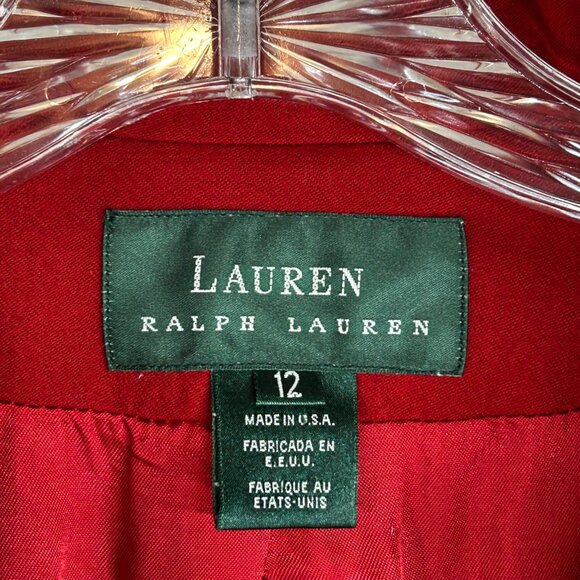 LAUREN
RALPH LAUREN
12
MADE IN U.S.A.
FABRICADA EN
E.E.U.U.
FABRIQUE AU
ETATS-UNIS